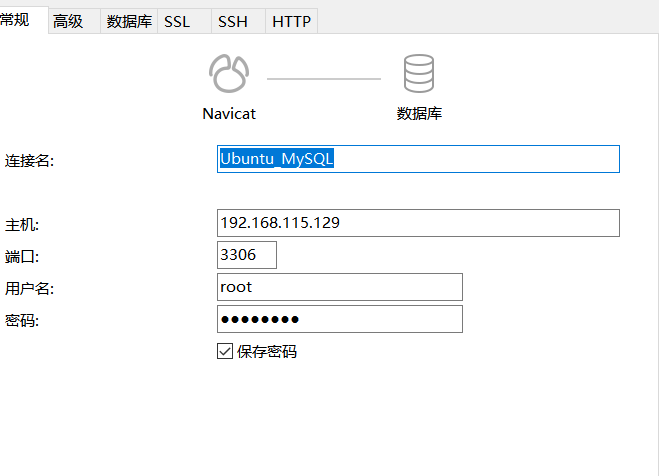 常规 高级 数据库 SSL SSH HTTP
Navicat 数据库
连接名: Ubuntu_MySQL
主机: 192.168.115.129
端口: 3306
用户名: root
密码: ●●●●●●●●
保存密码